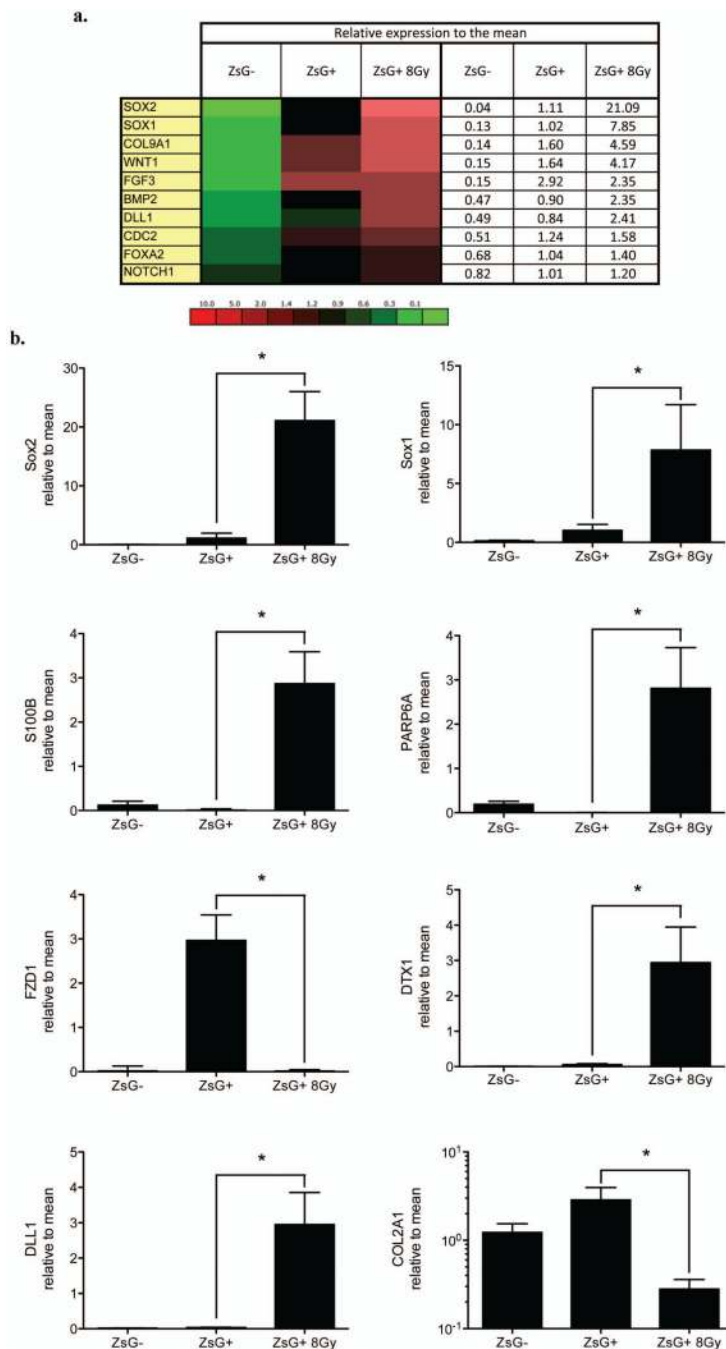 a.
Relative expression to the mean
ZsG- ZsG+ ZsG+ 8Gy ZsG- ZsG+ ZsG+ 8Gy
SOX2 0.04 1.11 21.09
SOX1 0.13 1.02 7.85
COL9A1 0.14 1.60 4.59
WNT1 0.15 1.64 4.17
FGF3 0.15 2.92 2.35
BMP2 0.47 0.90 2.35
DLL1 0.49 0.84 2.41
CDC2 0.51 1.24 1.58
FOXA2 0.68 1.04 1.40
NOTCH1 0.82 1.01 1.20
10.0 5.0 2.0 1.4 1.2 0.9 0.6 0.3 0.1
b.
Sox2
relative to mean
30
20
10
0
*
ZsG- ZsG+ ZsG+ 8Gy
Sox1
relative to mean
15
10
5
0
*
ZsG- ZsG+ ZsG+ 8Gy
S100B
relative to mean
4
3
2
1
0
*
ZsG- ZsG+ ZsG+ 8Gy
PARP6A
relative to mean
4
3
2
1
0
*
ZsG- ZsG+ ZsG+ 8Gy
FZD1
relative to mean
4
3
2
1
0
*
ZsG- ZsG+ ZsG+ 8Gy
DTX1
relative to mean
5
4
3
2
1
0
*
ZsG- ZsG+ ZsG+ 8Gy
DLL1
relative to mean
5
4
3
2
1
0
*
ZsG- ZsG+ ZsG+ 8Gy
COL2A1
relative to mean
10¹
10⁰
10⁻¹
*
ZsG- ZsG+ ZsG+ 8Gy